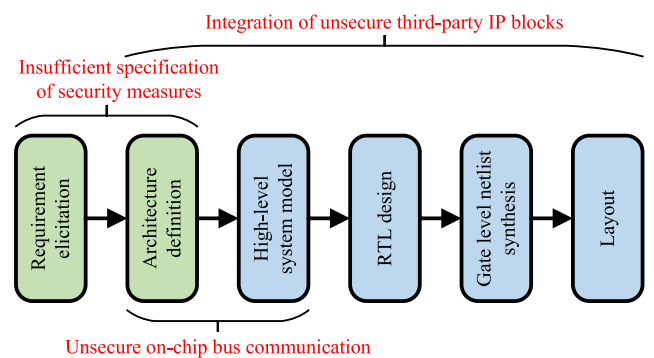 Integration of unsecure third-party IP blocks
Insufficient specification
of security measures
Requirement
elicitation
Architecture
definition
High-level
system model
RTL design
Gate level netlist
synthesis
Layout
Unsecure on-chip bus communication